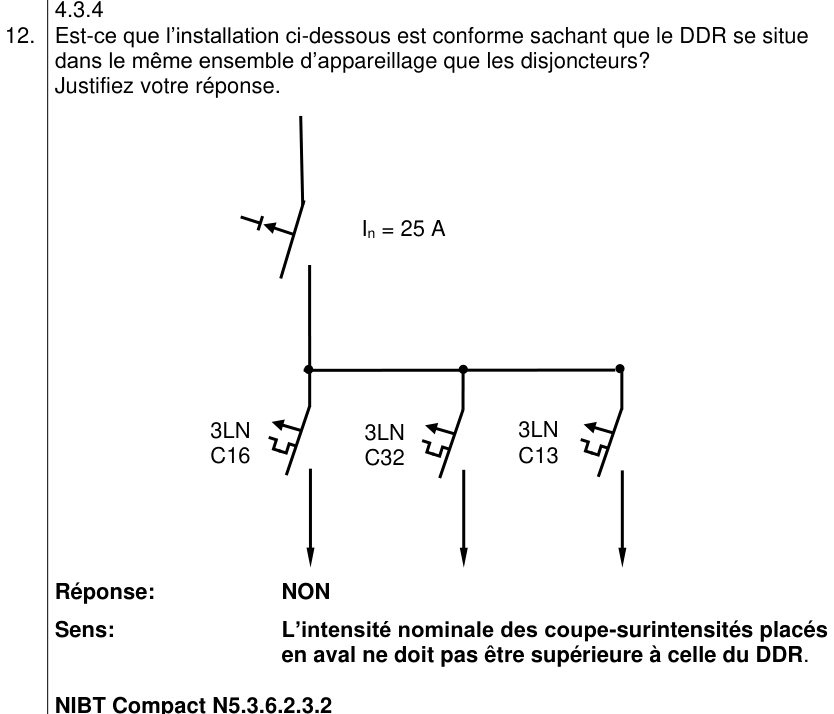 4.3.4
12. Est-ce que l'installation ci-dessous est conforme sachant que le DDR se situe
dans le même ensemble d'appareillage que les disjoncteurs?
Justifiez votre réponse.
In = 25 A
3LN
C16
3LN
C32
3LN
C13
Réponse: NON
Sens: L'intensité nominale des coupe-surintensités placés
en aval ne doit pas être supérieure à celle du DDR.
NIBT Compact N5.3.6.2.3.2